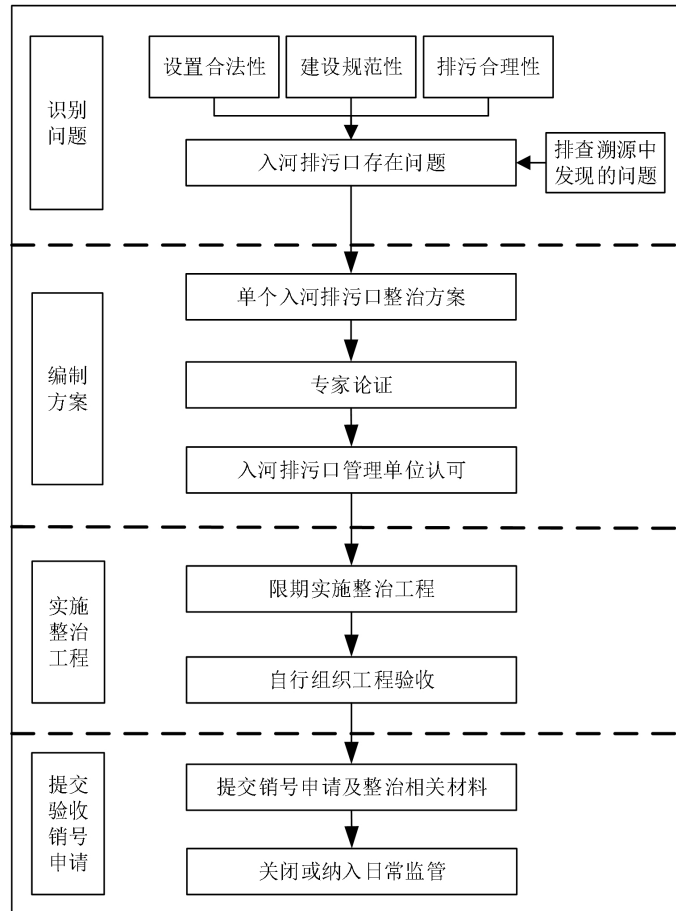 设置合法性
建设规范性
排污合理性
识别
问题
入河排污口存在问题
排查溯源中
发现的问题
单个入河排污口整治方案
编制
方案
专家论证
入河排污口管理单位认可
限期实施整治工程
实施
整治
工程
自行组织工程验收
提交
验收
销号
申请
提交销号申请及整治相关材料
关闭或纳入日常监管